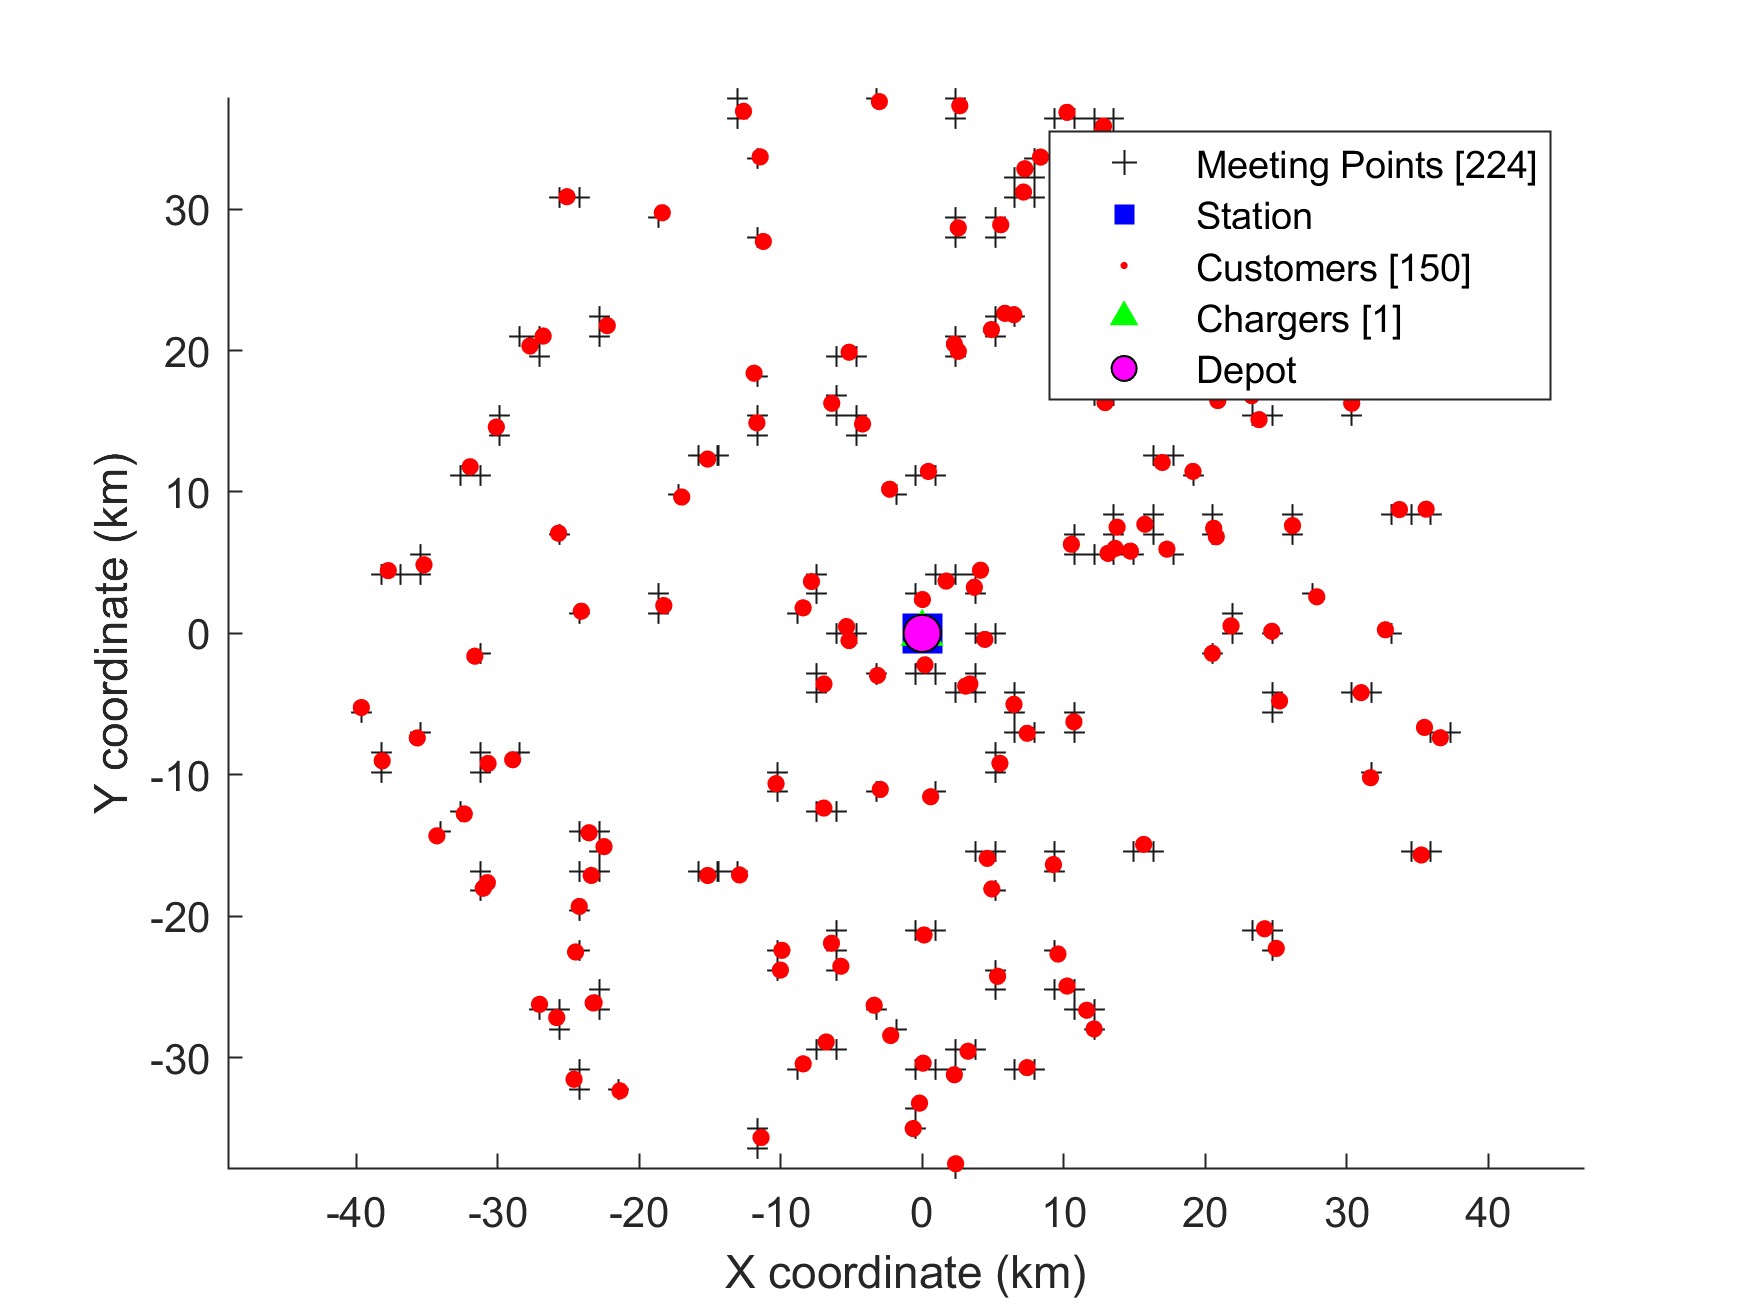 Meeting Points [224]
Station
Customers [150]
Chargers [1]
Depot
30
20
10
0
-10
-20
-30
Y coordinate (km)
-40 -30 -20 -10 0 10 20 30 40
X coordinate (km)